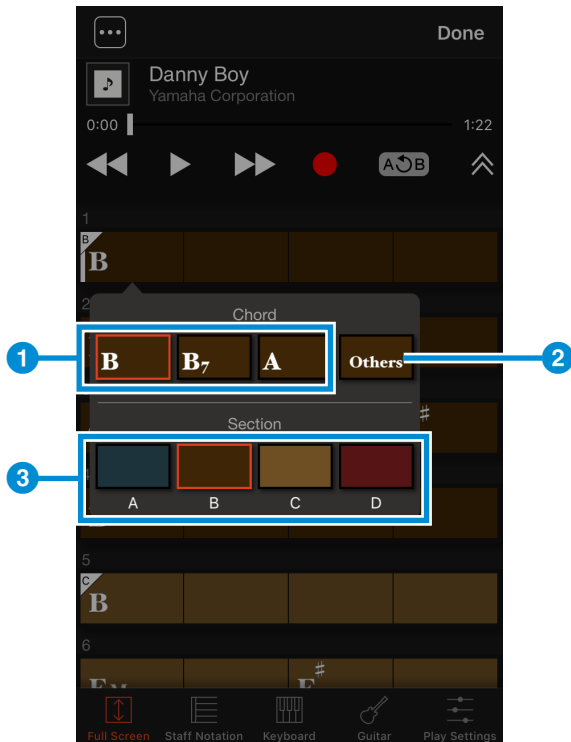 Done
Danny Boy
Yamaha Corporation
0:00 1:22
A B
1
B
B
2
Chord
1 B B7 A Others 2
♯
Section
3
A B C D
5
C
B
6
♯
Full Screen Staff Notation Keyboard Guitar Play Settings